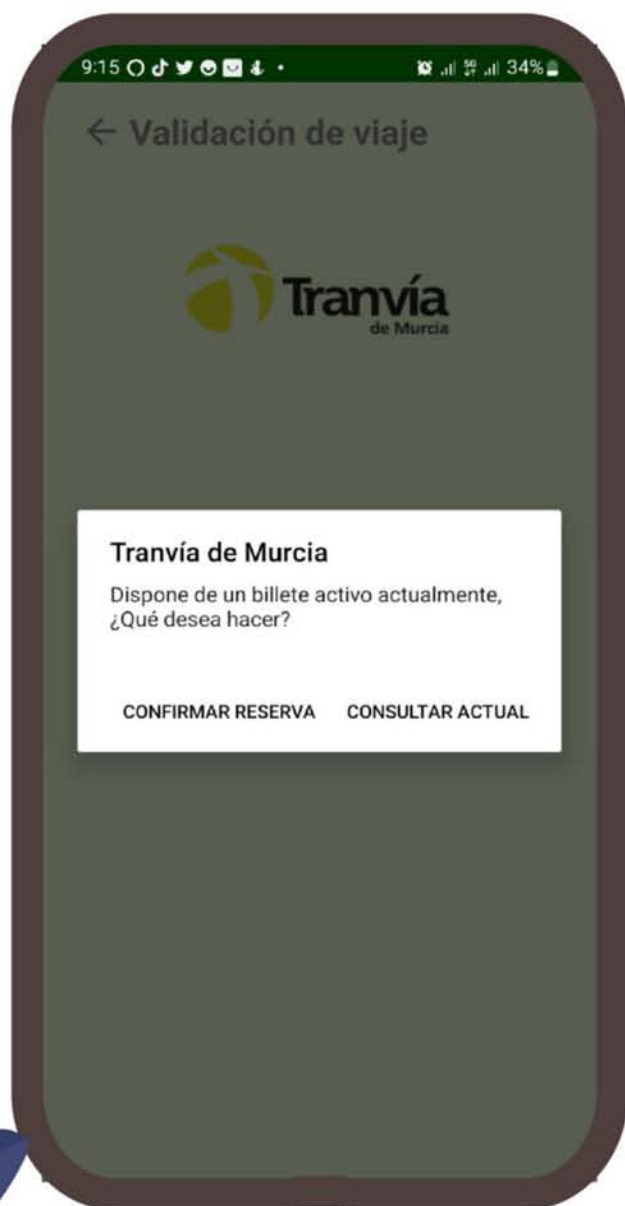 9:15
34%
← Validación de viaje
Tranvía
de Murcia
Tranvía de Murcia
Dispone de un billete activo actualmente,
¿Qué desea hacer?
CONFIRMAR RESERVA CONSULTAR ACTUAL